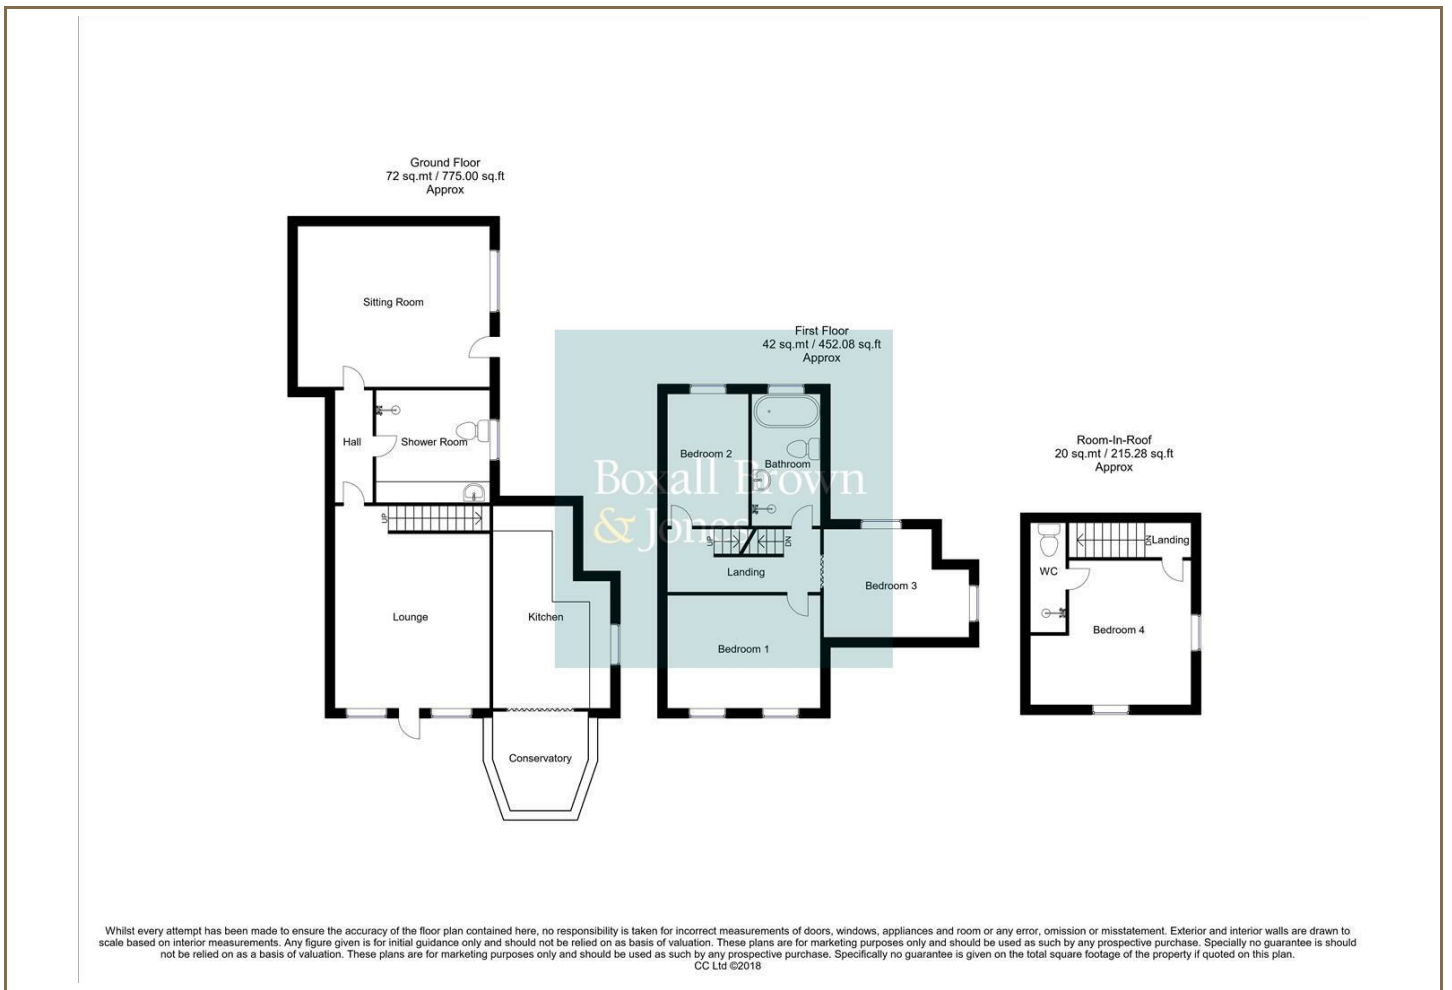 Ground Floor
72 sq.mt / 775.00 sq.ft
Approx
Sitting Room
Hall
Shower Room
UP
Lounge
Kitchen
Conservatory
First Floor
42 sq.mt / 452.08 sq.ft
Approx
Bedroom 2
Bathroom
Boxall Brown
& Jones
UP
DN
Landing
Bedroom 3
Bedroom 1
Room-In-Roof
20 sq.mt / 215.28 sq.ft
Approx
DN
Landing
WC
Bedroom 4
Whilst every attempt has been made to ensure the accuracy of the floor plan contained here, no responsibility is taken for incorrect measurements of doors, windows, appliances and room or any error, omission or misstatement. Exterior and interior walls are drawn to
scale based on interior measurements. Any figure given is for initial guidance only and should not be relied on as basis of valuation. These plans are for marketing purposes only and should be used as such by any prospective purchase. Specially no guarantee is should
not be relied on as a basis of valuation. These plans are for marketing purposes only and should be used as such by any prospective purchase. Specifically no guarantee is given on the total square footage of the property if quoted on this plan.
CC Ltd ©2018